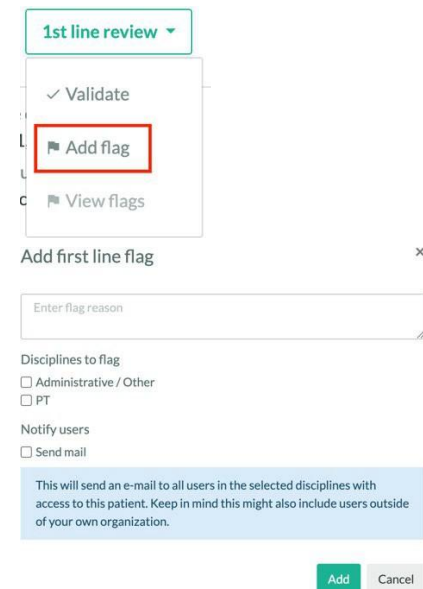 1st line review
Validate
Add flag
View flags
Add first line flag
Enter flag reason
Disciplines to flag
Administrative / Other
PT
Notify users
Send mail
This will send an e-mail to all users in the selected disciplines with
access to this patient. Keep in mind this might also include users outside
of your own organization.
Add Cancel